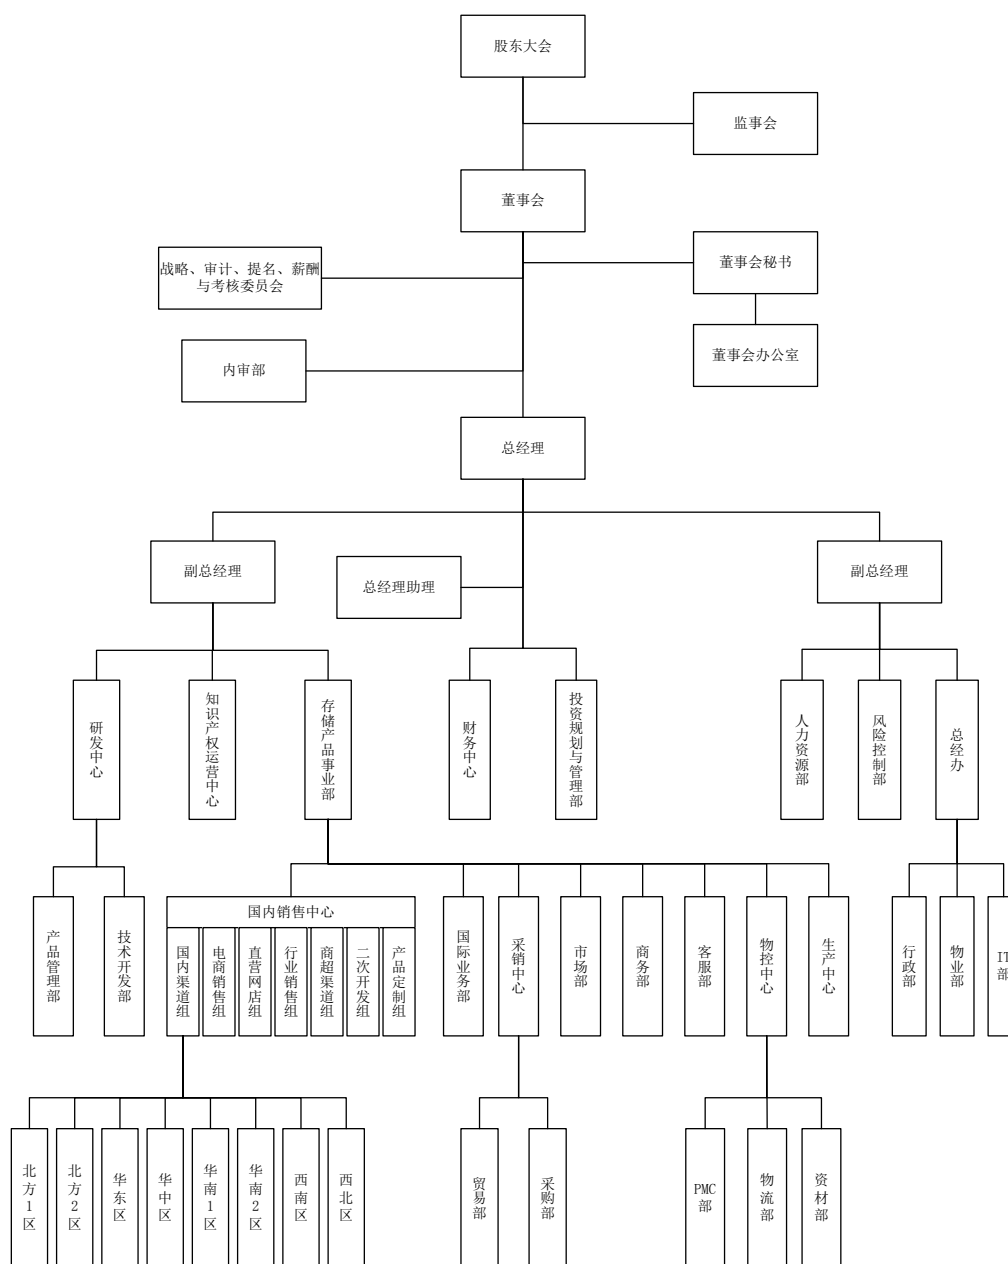 股东大会
监事会
董事会
战略、审计、提名、薪酬
与考核委员会
董事会秘书
董事会办公室
内审部
总经理
副总经理
总经理助理
副总经理
研发中心
知识产权运营中心
存储产品事业部
财务中心
投资规划与管理部
人力资源部
风险控制部
总经办
产品管理部
技术开发部
国内销售中心
国内渠道组
电商销售组
直营网店组
行业销售组
商超渠道组
二次开发组
产品定制组
国际业务部
采销中心
市场部
商务部
客服部
物控中心
生产中心
行政部
物业部
IT
部
北方1区
北方2区
华东区
华中区
华南1区
华南2区
西南区
西北区
贸易部
采购部
PMC
部
物流部
资材部